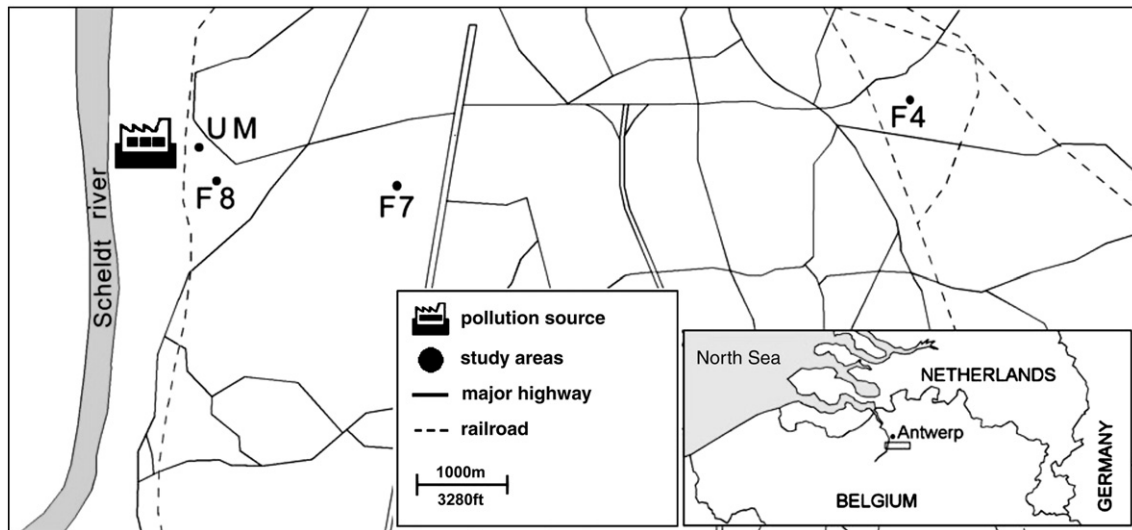 UM
F4
F8
F7
Scheldt river
pollution source
study areas
major highway
railroad
1000m
3280ft
North Sea
NETHERLANDS
Antwerp
GERMANY
BELGIUM